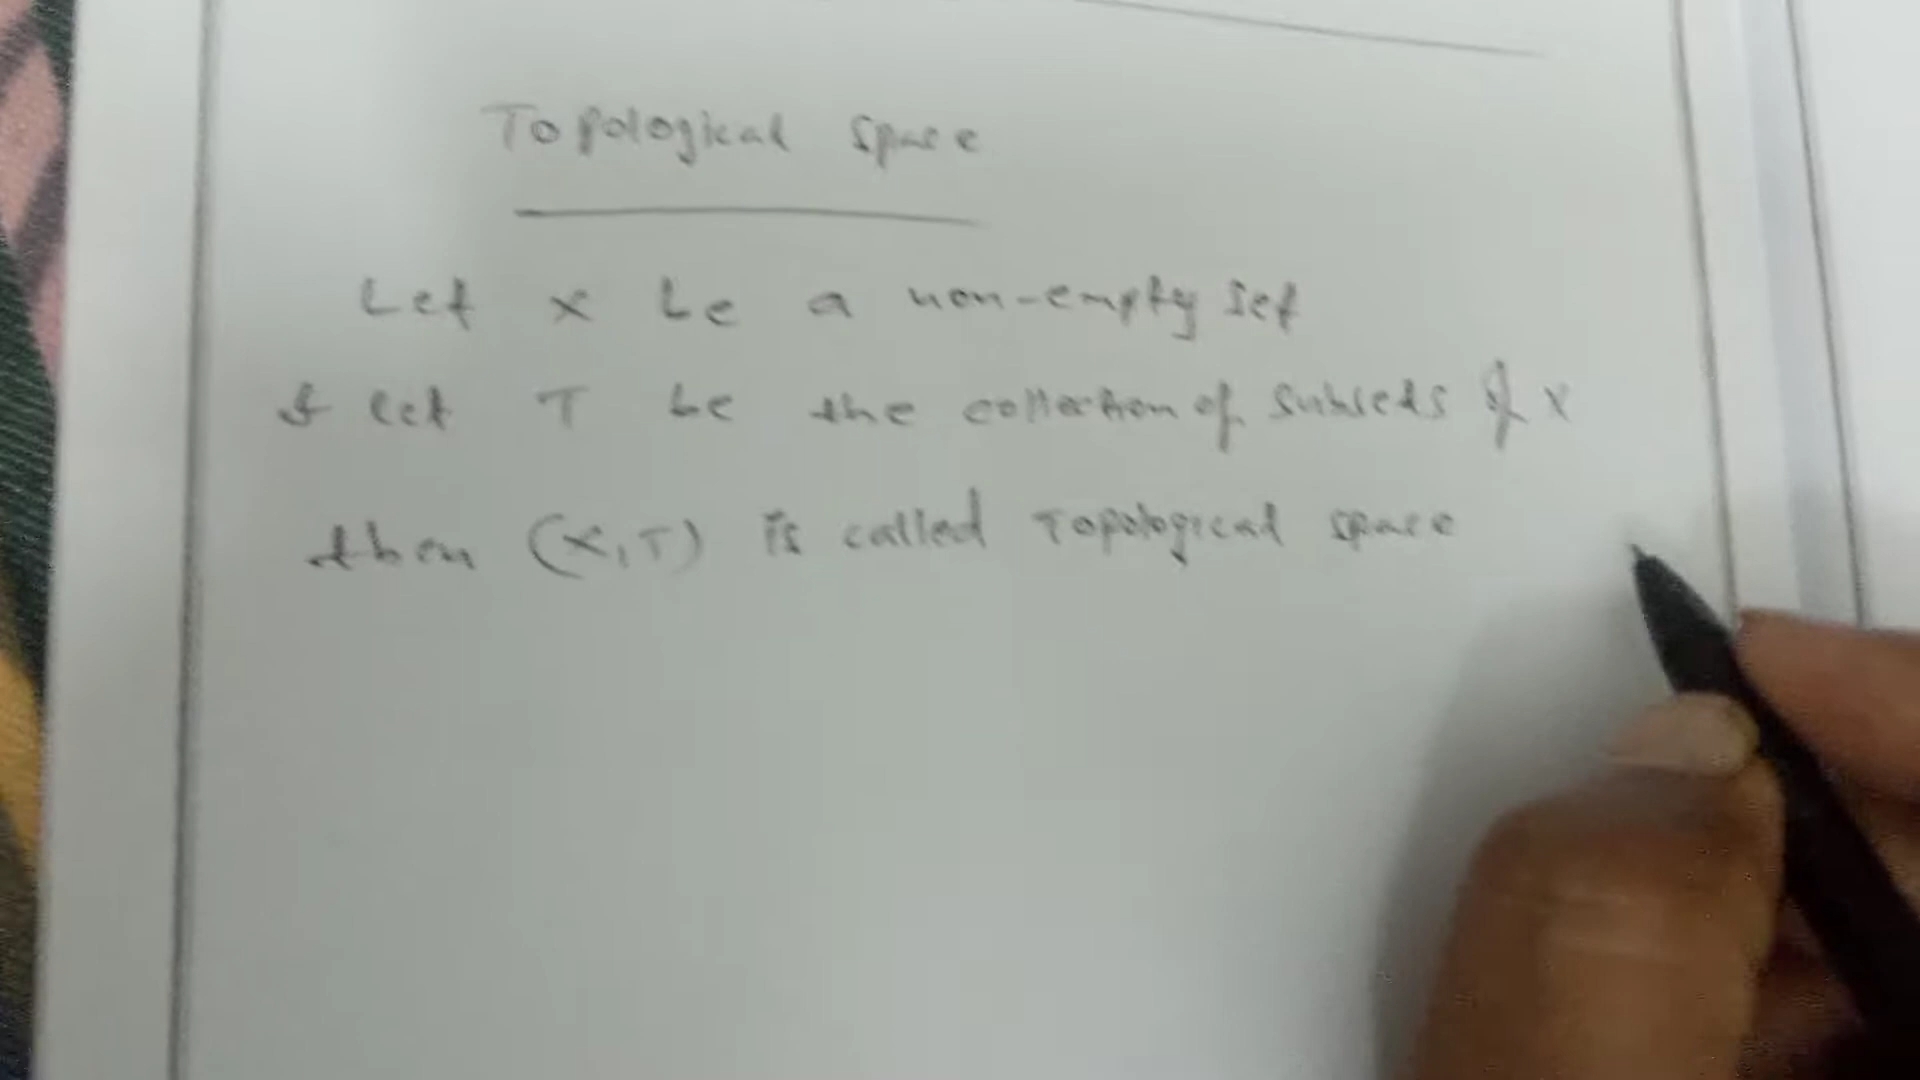 Topological Space
Let X be a non-empty set
& let T be the collection of subsets of X
then (X,T) is called Topological space